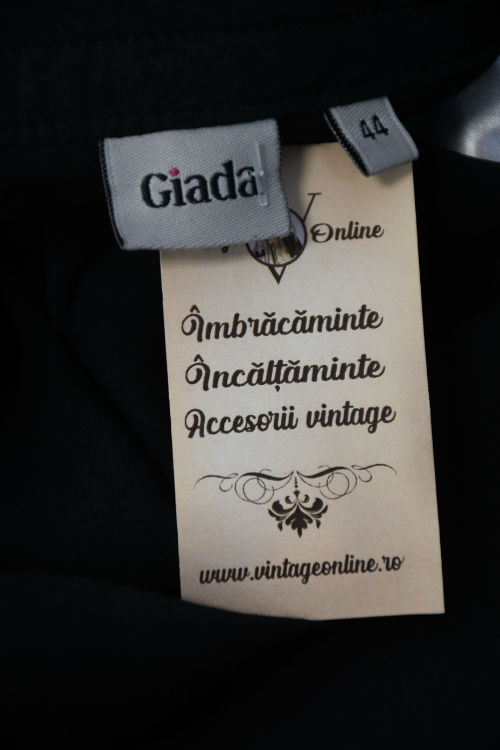 Giada
44
Online
Îmbrăcăminte
Încălțăminte
Accesorii vintage
www.vintageonline.ro